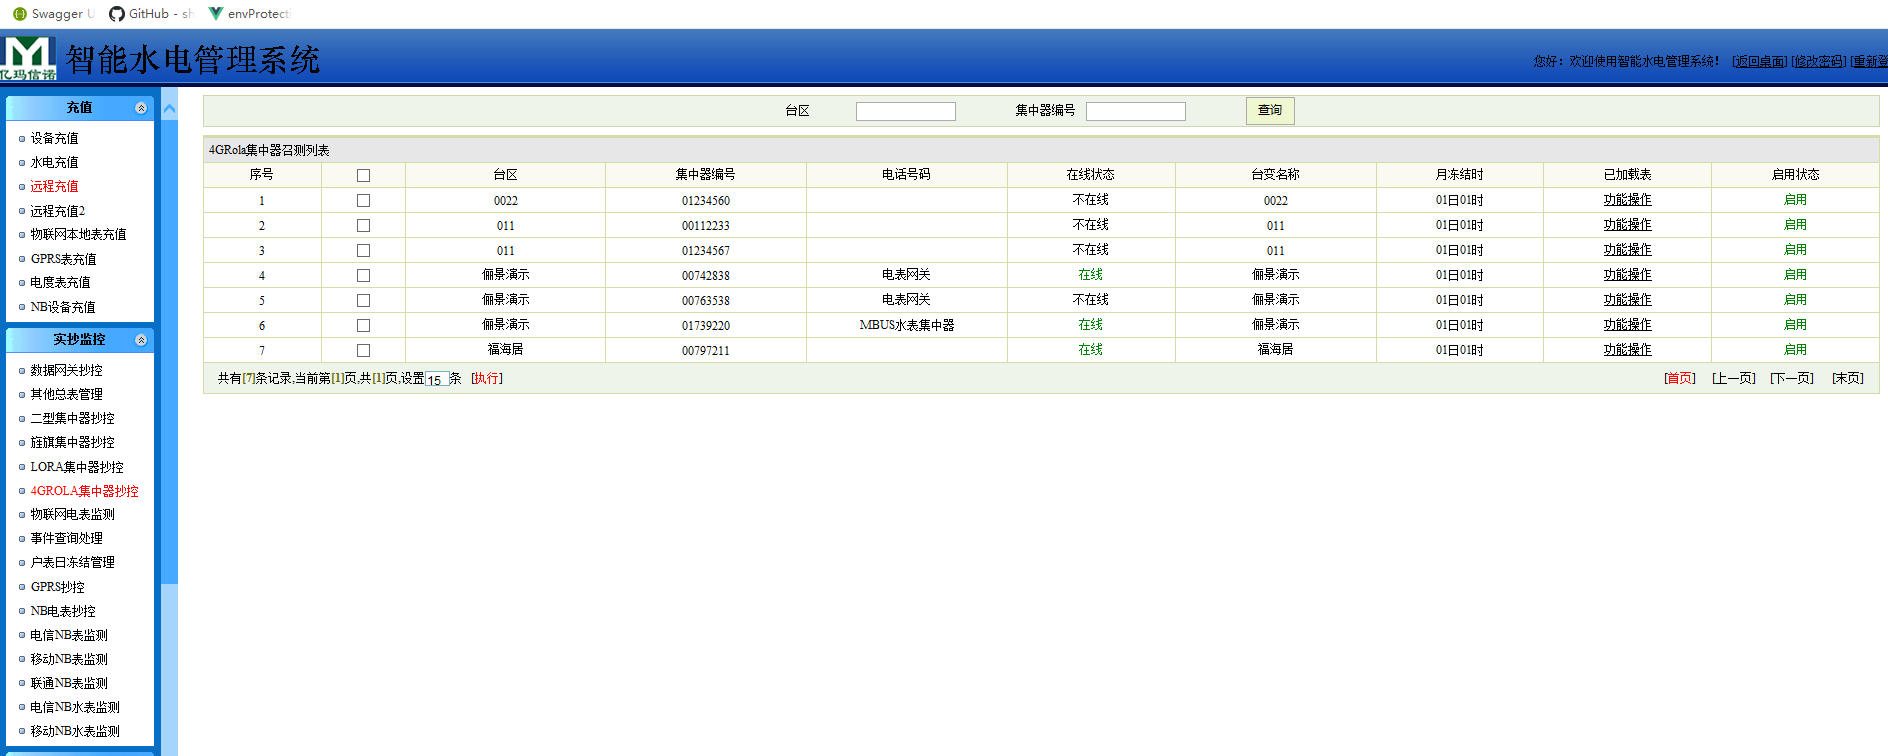 Swagger U GitHub - sh envProtecti
亿玛信诺 智能水电管理系统
您好：欢迎使用智能水电管理系统！ [返回桌面] [修改密码] [重新登
充值
设备充值
水电充值
远程充值
远程充值2
物联网本地表充值
GPRS表充值
电度表充值
NB设备充值
实抄监控
数据网关抄控
其他总表管理
二型集中器抄控
旌旗集中器抄控
LORA集中器抄控
4GROLA集中器抄控
物联网电表监测
事件查询处理
户表日冻结管理
GPRS抄控
NB电表抄控
电信NB表监测
移动NB表监测
联通NB表监测
电信NB水表监测
移动NB水表监测
台区 集中器编号 查询
4GRola集中器召测列表
序号 台区 集中器编号 电话号码 在线状态 台变名称 月冻结时 已加载表 启用状态
1 0022 01234560 不在线 0022 01日01时 功能操作 启用
2 011 00112233 不在线 011 01日01时 功能操作 启用
3 011 01234567 不在线 011 01日01时 功能操作 启用
4 俪景演示 00742838 电表网关 在线 俪景演示 01日01时 功能操作 启用
5 俪景演示 00763538 电表网关 不在线 俪景演示 01日01时 功能操作 启用
6 俪景演示 01739220 MBUS水表集中器 在线 俪景演示 01日01时 功能操作 启用
7 福海居 00797211 在线 福海居 01日01时 功能操作 启用
共有[7]条记录,当前第[1]页,共[1]页,设置15条 [执行] [首页] [上一页] [下一页] [末页]